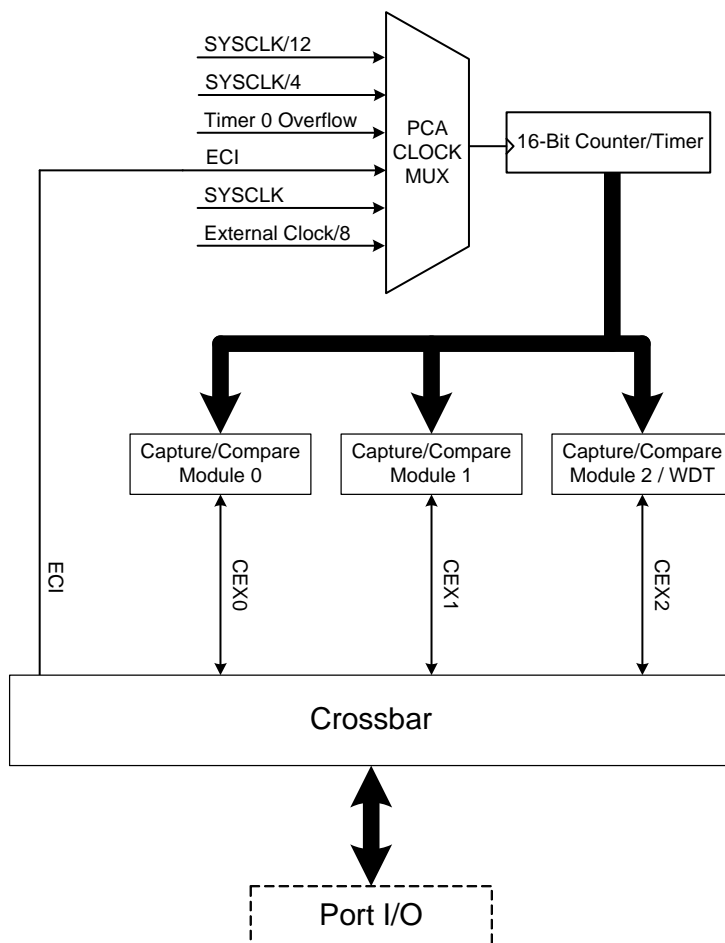 SYSCLK/12
SYSCLK/4
Timer 0 Overflow
ECI
SYSCLK
External Clock/8
PCA
CLOCK
MUX
16-Bit Counter/Timer
Capture/Compare
Module 0
Capture/Compare
Module 1
Capture/Compare
Module 2 / WDT
ECI
CEX0
CEX1
CEX2
Crossbar
Port I/O